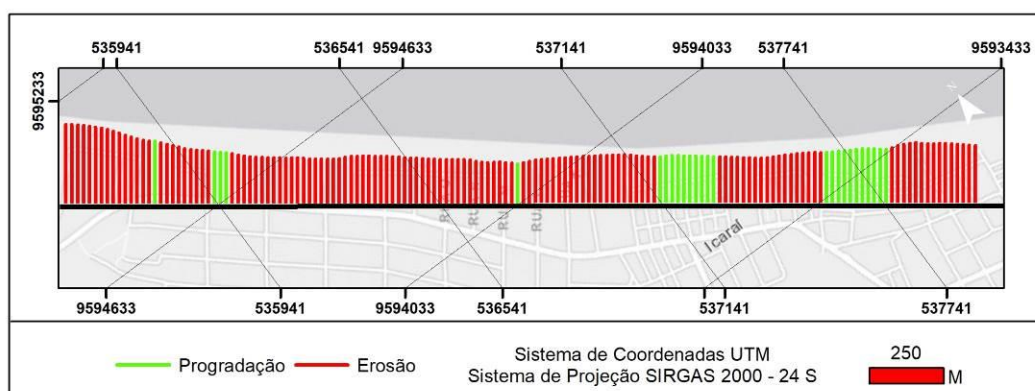 535941 536541 9594633 537141 9594033 537741 9593433
9595233
N
RUA
Icaraí
9594633 535941 9594033 536541 537141 537741
Progradação Erosão
Sistema de Coordenadas UTM
Sistema de Projeção SIRGAS 2000 - 24 S
250
M